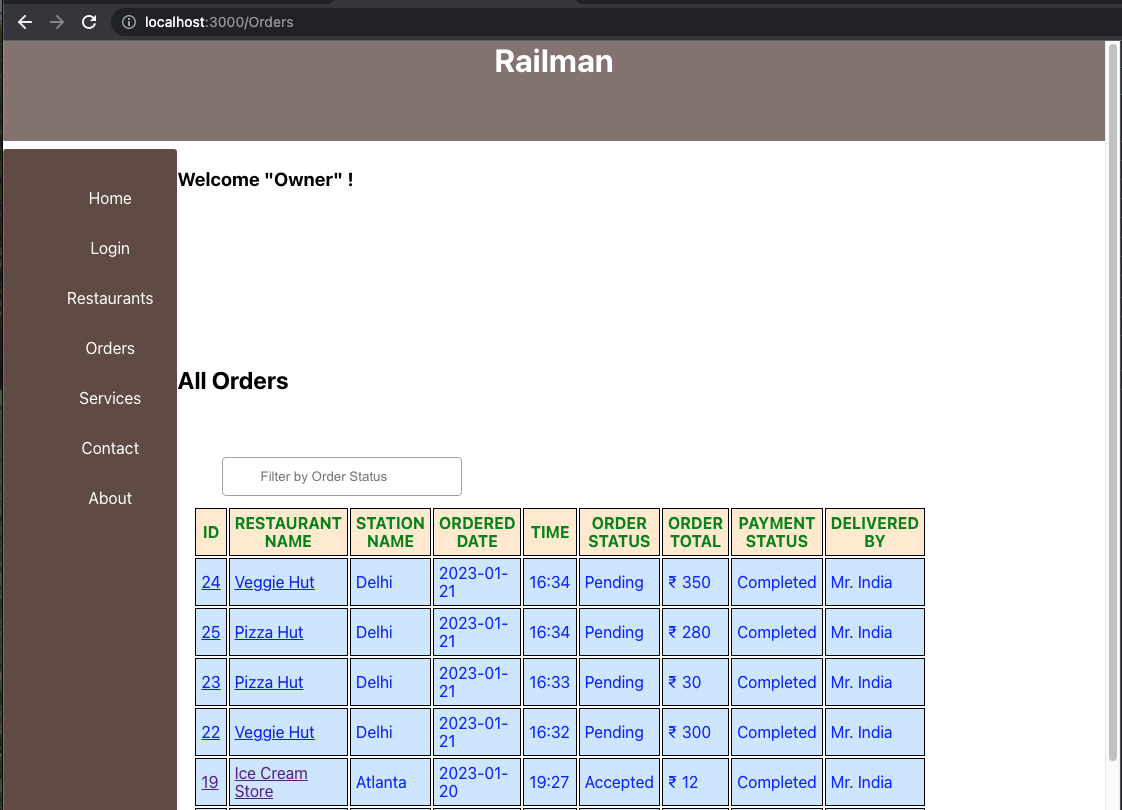 localhost:3000/Orders
Railman
Welcome "Owner" !
Home
Login
Restaurants
Orders
Services
Contact
About
All Orders
Filter by Order Status
ID RESTAURANT NAME STATION NAME ORDERED DATE TIME ORDER STATUS ORDER TOTAL PAYMENT STATUS DELIVERED BY
24 Veggie Hut Delhi 2023-01-21 16:34 Pending ₹ 350 Completed Mr. India
25 Pizza Hut Delhi 2023-01-21 16:34 Pending ₹ 280 Completed Mr. India
23 Pizza Hut Delhi 2023-01-21 16:33 Pending ₹ 30 Completed Mr. India
22 Veggie Hut Delhi 2023-01-21 16:32 Pending ₹ 300 Completed Mr. India
19 Ice Cream Store Atlanta 2023-01-20 19:27 Accepted ₹ 12 Completed Mr. India